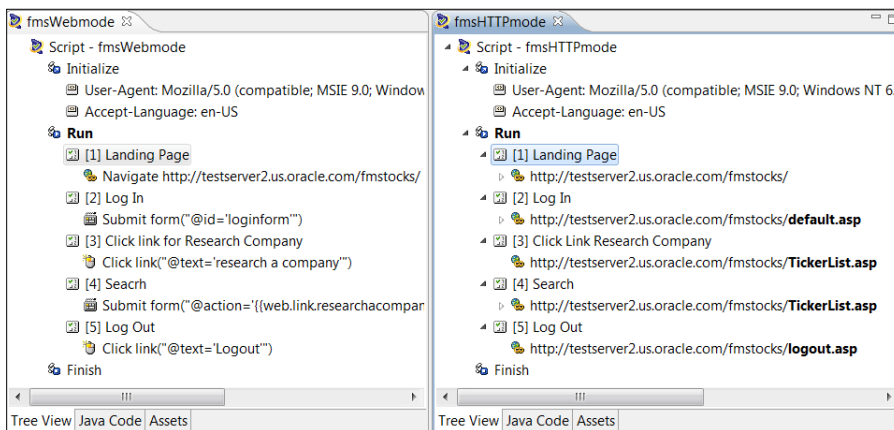 fmsWebmode
Script - fmsWebmode
Initialize
User-Agent: Mozilla/5.0 (compatible; MSIE 9.0; Window
Accept-Language: en-US
Run
[1] Landing Page
Navigate http://testserver2.us.oracle.com/fmstocks/
[2] Log In
Submit form("@id='loginform'")
[3] Click link for Research Company
Click link("@text='research a company'")
[4] Seacrh
Submit form("@action='{{web.link.researchacompan
[5] Log Out
Click link("@text='Logout'")
Finish
Tree View Java Code Assets
fmsHTTPmode
Script - fmsHTTPmode
Initialize
User-Agent: Mozilla/5.0 (compatible; MSIE 9.0; Windows NT 6.
Accept-Language: en-US
Run
[1] Landing Page
http://testserver2.us.oracle.com/fmstocks/
[2] Log In
http://testserver2.us.oracle.com/fmstocks/default.asp
[3] Click Link Research Company
http://testserver2.us.oracle.com/fmstocks/TickerList.asp
[4] Search
http://testserver2.us.oracle.com/fmstocks/TickerList.asp
[5] Log Out
http://testserver2.us.oracle.com/fmstocks/logout.asp
Finish
Tree View Java Code Assets